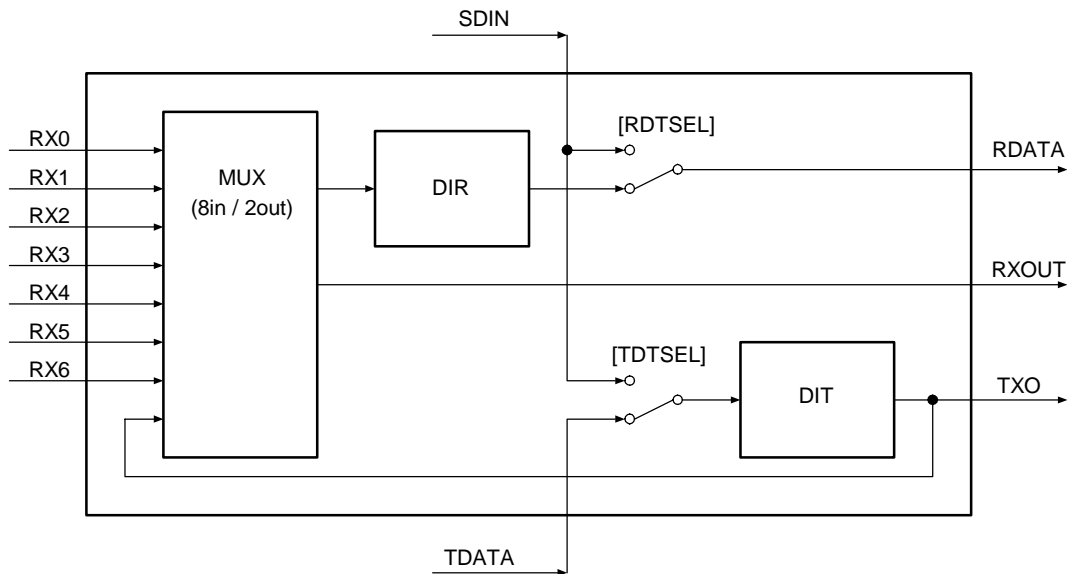 SDIN
[RDTSEL]
RX0
RX1
RX2
RX3
RX4
RX5
RX6
MUX
(8in / 2out)
DIR
RDATA
RXOUT
[TDTSEL]
DIT
TXO
TDATA